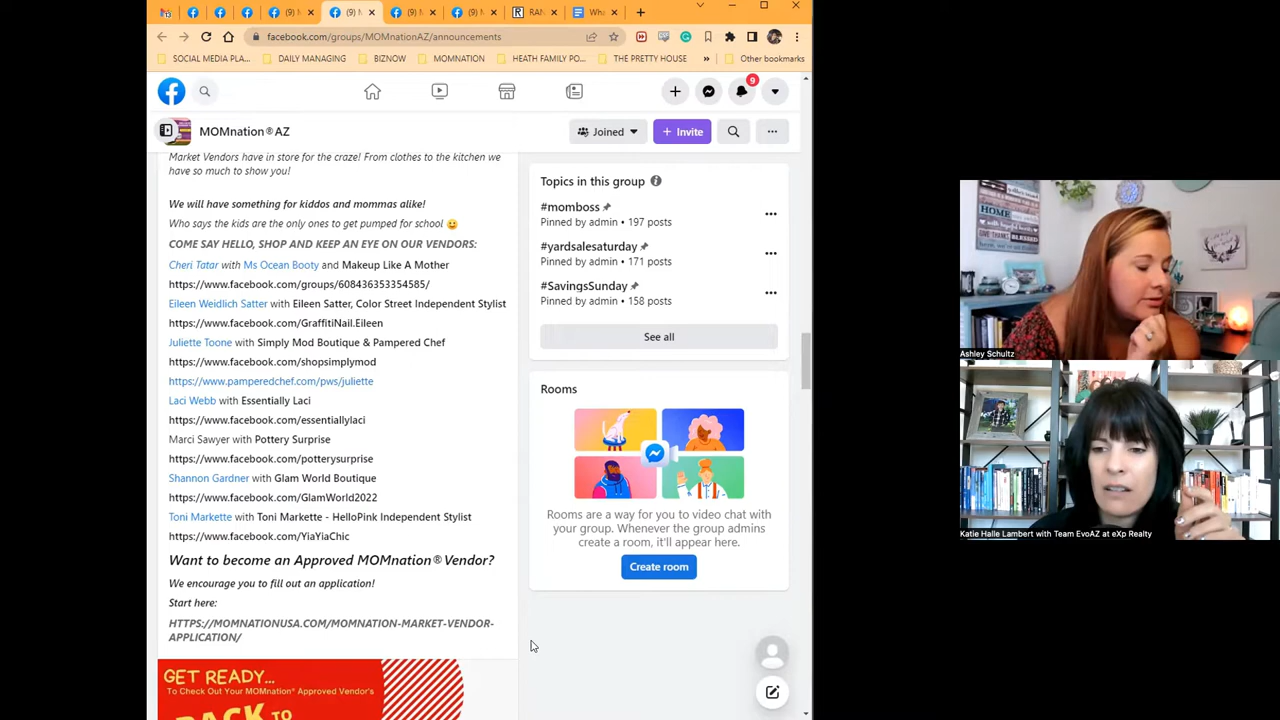 (9) M
(9) M
(9) M
(9) M
RAN
Wha
facebook.com/groups/MOMnationAZ/announcements
SOCIAL MEDIA PLA...
DAILY MANAGING
BIZNOW
MOMNATION
HEATH FAMILY PO...
THE PRETTY HOUSE
»
Other bookmarks
9
MOMnation®AZ
Joined
+ Invite
Market Vendors have in store for the craze! From clothes to the kitchen we
have so much to show you!
We will have something for kiddos and mommas alike!
Who says the kids are the only ones to get pumped for school 🙂
COME SAY HELLO, SHOP AND KEEP AN EYE ON OUR VENDORS:
Cheri Tatar with Ms Ocean Booty and Makeup Like A Mother
https://www.facebook.com/groups/608436353354585/
Eileen Weidlich Satter with Eileen Satter, Color Street Independent Stylist
https://www.facebook.com/GraffitiNail.Eileen
Juliette Toone with Simply Mod Boutique & Pampered Chef
https://www.facebook.com/shopsimplymod
https://www.pamperedchef.com/pws/juliette
Laci Webb with Essentially Laci
https://www.facebook.com/essentiallylaci
Marci Sawyer with Pottery Surprise
https://www.facebook.com/potterysurprise
Shannon Gardner with Glam World Boutique
https://www.facebook.com/GlamWorld2022
Toni Markette with Toni Markette - HelloPink Independent Stylist
https://www.facebook.com/YiaYiaChic
Want to become an Approved MOMnation®Vendor?
We encourage you to fill out an application!
Start here:
HTTPS://MOMNATIONUSA.COM/MOMNATION-MARKET-VENDOR-
APPLICATION/
GET READY...
To Check Out Your MOMnation® Approved Vendor's
BACK TO
Topics in this group
#momboss
Pinned by admin • 197 posts
#yardsalesaturday
Pinned by admin • 171 posts
#SavingsSunday
Pinned by admin • 158 posts
See all
Rooms
Rooms are a way for you to video chat with
your group. Whenever the group admins
create a room, it'll appear here.
Create room
HOME
GIVE THANKS
BLESSED
Ashley Schultz
Katie Halle Lambert with Team EvoAZ at eXp Realty